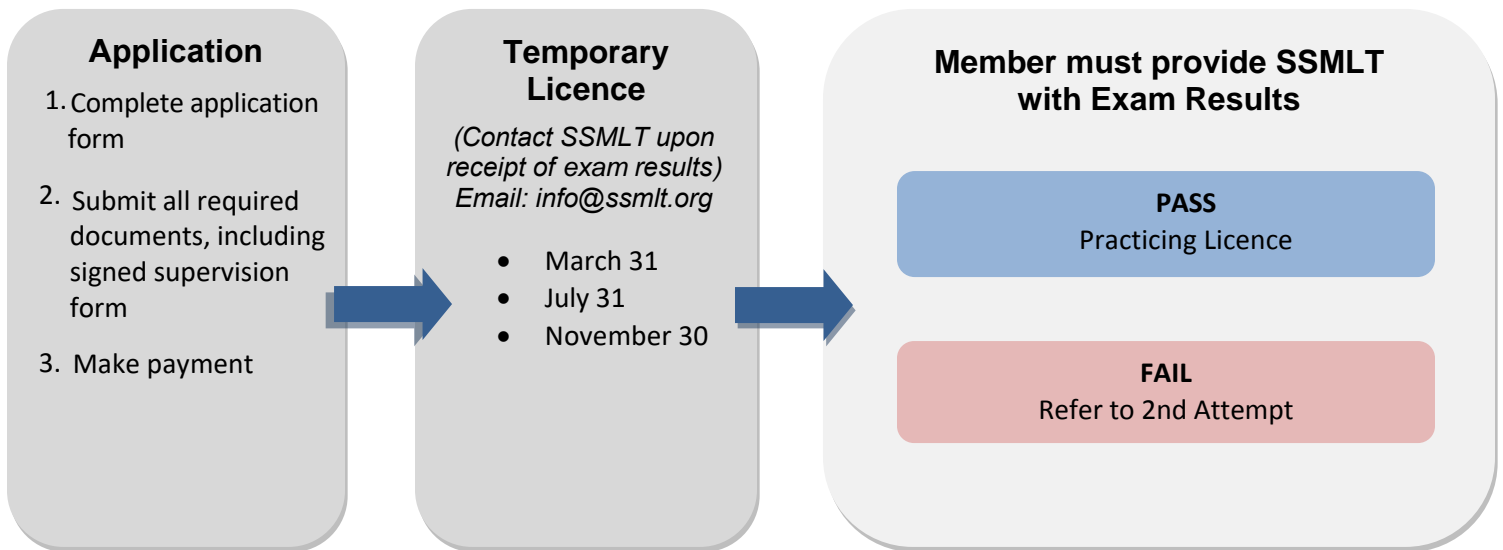 Application
1. Complete application
form
2. Submit all required
documents, including
signed supervision
form
3. Make payment
Temporary
Licence
(Contact SSMLT upon
receipt of exam results)
Email: info@ssmlt.org
• March 31
• July 31
• November 30
Member must provide SSMLT
with Exam Results
PASS
Practicing Licence
FAIL
Refer to 2nd Attempt